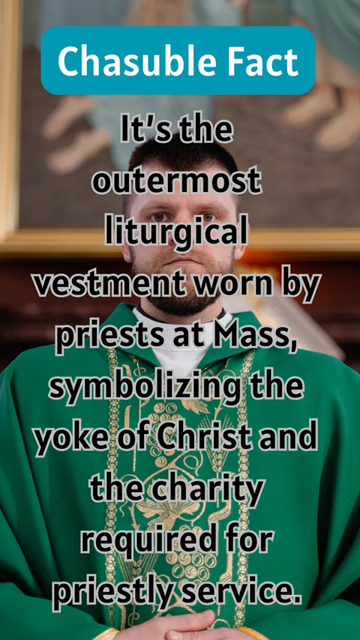 Chasuble Fact
It's the
outermost
liturgical
vestment worn by
priests at Mass,
symbolizing the
yoke of Christ and
the charity
required for
priestly service.